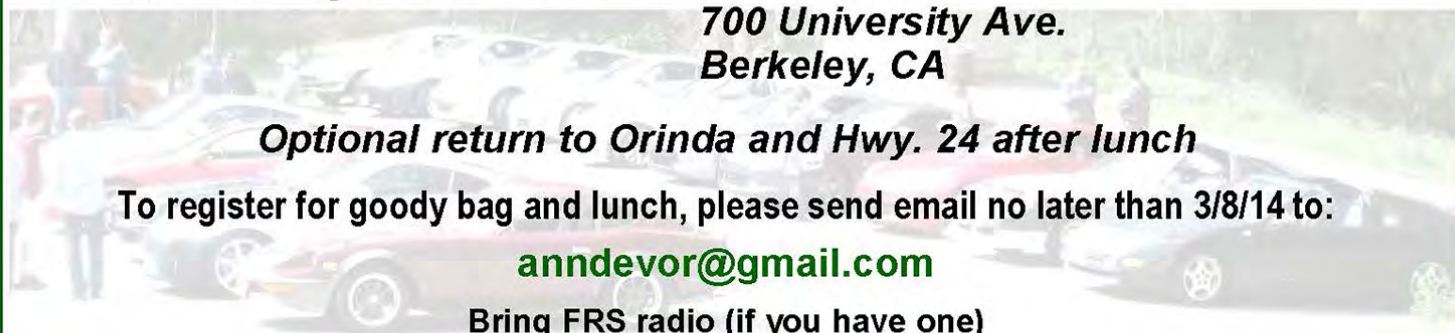 700 University Ave.
Berkeley, CA
Optional return to Orinda and Hwy. 24 after lunch
To register for goody bag and lunch, please send email no later than 3/8/14 to:
anndevor@gmail.com
Bring FRS radio (if you have one)